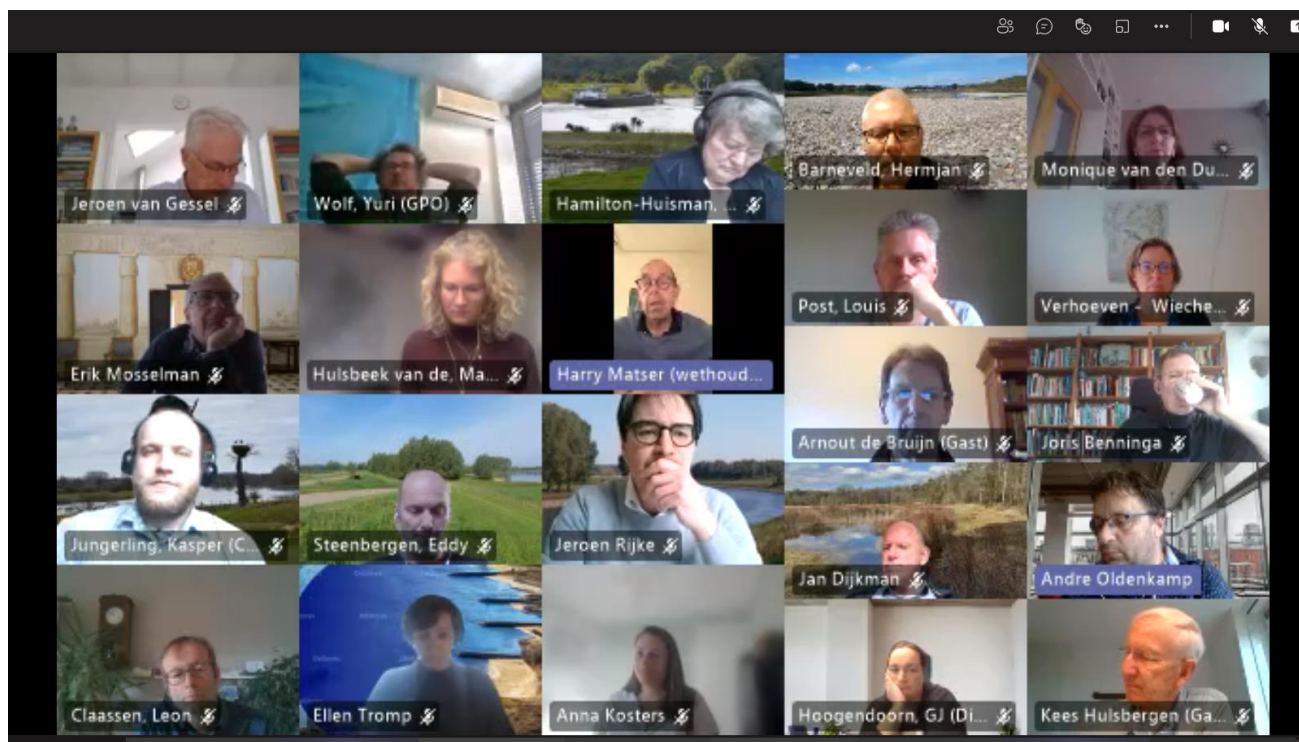 Jeroen van Gessel
Wolf, Yuri (GPO)
Hamilton-Huisman, ...
Barneveld, Hermjan
Monique van den Du...
Erik Mosselman
Hulsbeek van de, Ma...
Harry Matser (wethoud...
Post, Louis
Verhoeven - Wieche...
Arnout de Bruijn (Gast)
Joris Benninga
Jungerling, Kasper (C...
Steenbergen, Eddy
Jeroen Rijke
Jan Dijkman
Andre Oldenkamp
Claassen, Leon
Ellen Tromp
Anna Kosters
Hoogendoorn, GJ (Di...
Kees Hulsbergen (Ga...